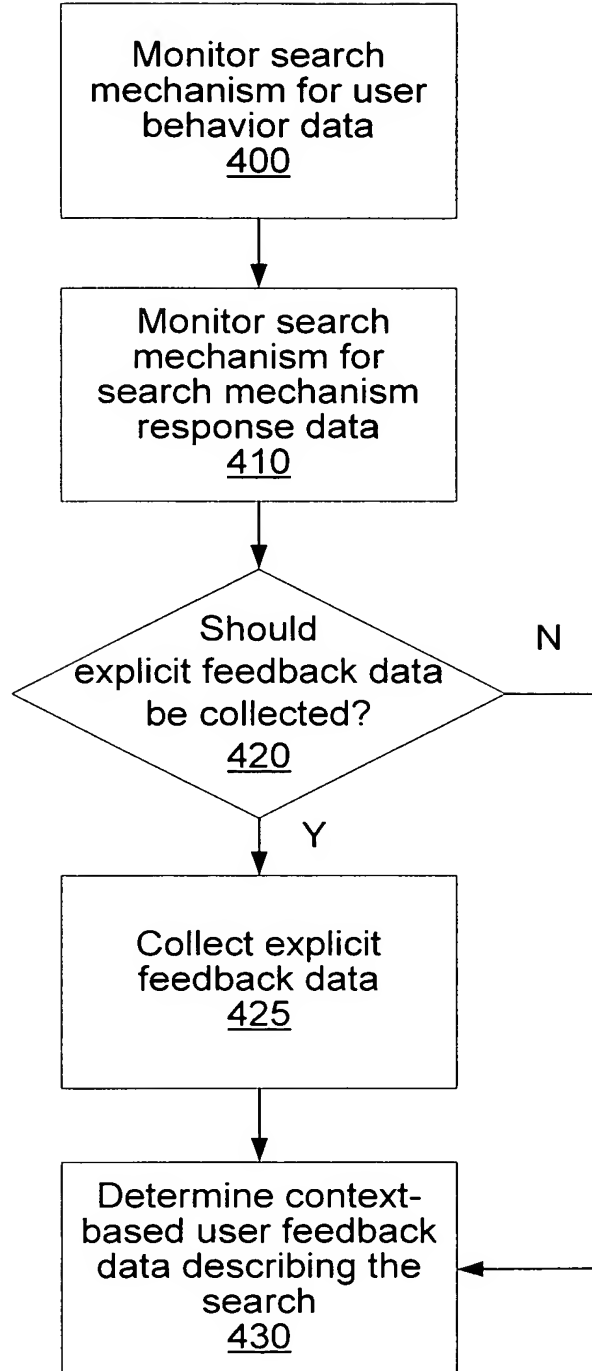 Monitor search
mechanism for user
behavior data
400
Monitor search
mechanism for
search mechanism
response data
410
Should
explicit feedback data
be collected?
420
N
Y
Collect explicit
feedback data
425
Determine context-
based user feedback
data describing the
search
430